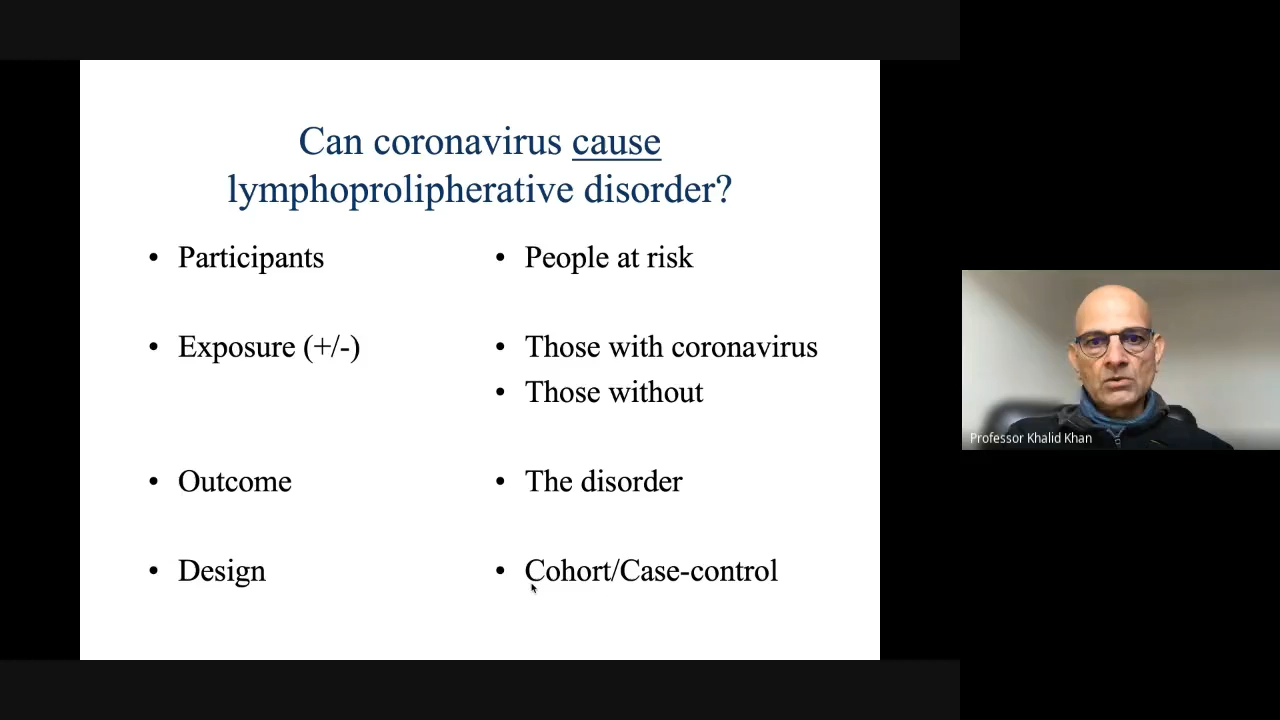 Can coronavirus cause
lymphoprolipherative disorder?
• Participants
• People at risk
• Exposure (+/-)
• Those with coronavirus
• Those without
• Outcome
• The disorder
• Design
• Cohort/Case-control
Professor Khalid Khan